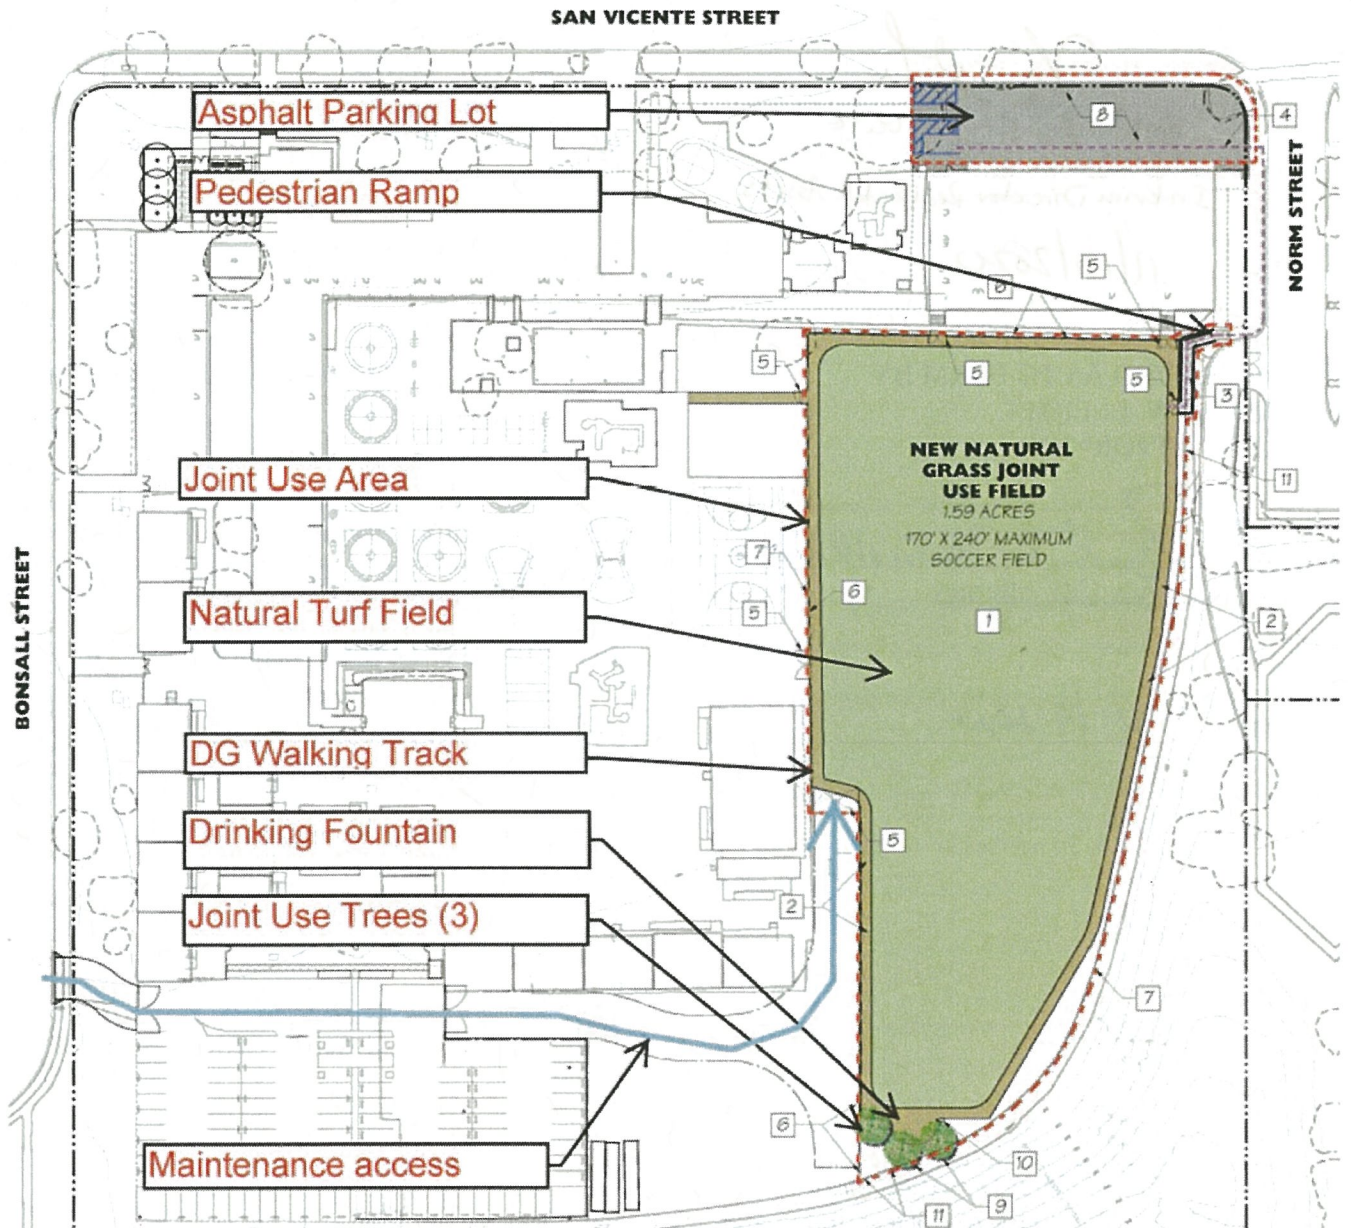 SAN VICENTE STREET
Asphalt Parking Lot
8
4
Pedestrian Ramp
NORM STREET
5
6
5
5
5
3
NEW NATURAL
GRASS JOINT
USE FIELD
1.59 ACRES
170' X 240' MAXIMUM
SOCCER FIELD
Joint Use Area
11
7
6
BONSALL STREET
Natural Turf Field
5
1
2
DG Walking Track
Drinking Fountain
5
2
Joint Use Trees (3)
7
6
Maintenance access
10
9
11